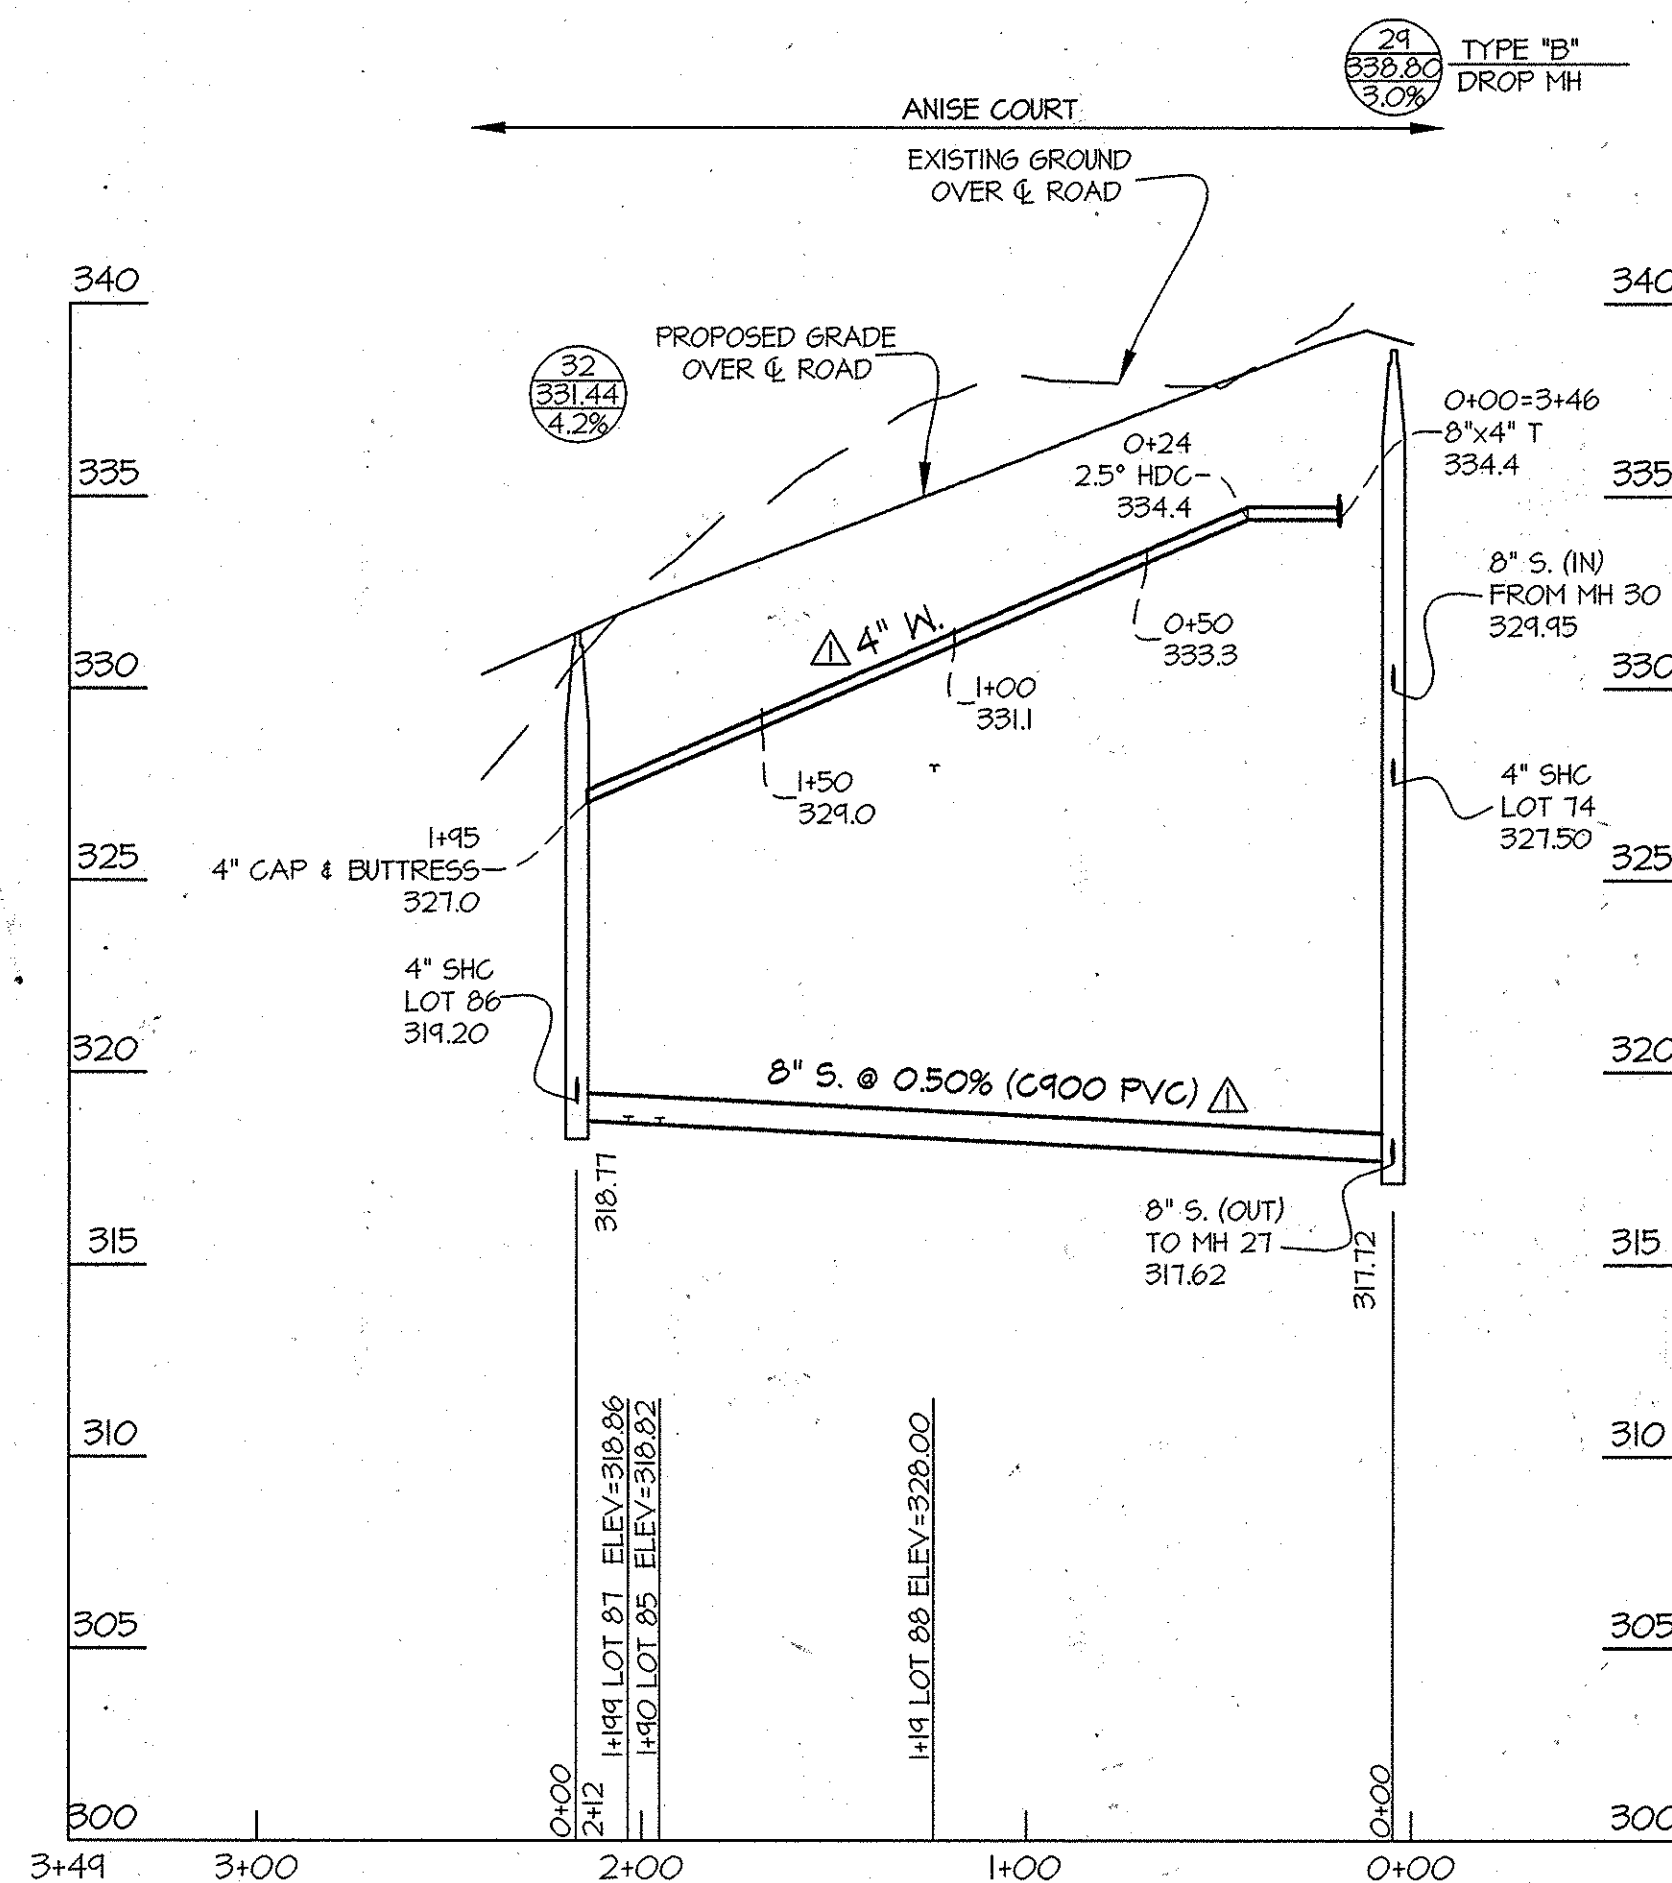 29
338.80
3.0%
TYPE "B"
DROP MH
ANISE COURT
EXISTING GROUND
OVER ℄ ROAD
340
340
PROPOSED GRADE
OVER ℄ ROAD
32
331.44
4.2%
0+00=3+46
8"x4" T
334.4
0+24
2.5° HDC
334.4
335
335
8" S. (IN)
FROM MH 30
329.95
4" W.
0+50
333.3
330
330
1+00
331.1
1+50
329.0
4" SHC
LOT 74
327.50
1+95
4" CAP & BUTTRESS
327.0
325
325
4" SHC
LOT 86
319.20
320
320
8" S. @ 0.50% (C900 PVC) 1
318.77
8" S. (OUT)
TO MH 27
317.62
317.72
315
315
310
310
1+199 LOT 87 ELEV=318.86
1+90 LOT 85 ELEV=318.82
1+19 LOT 88 ELEV=328.00
305
305
0+00
2+12
0+00
300
300
3+49
3+00
2+00
1+00
0+00